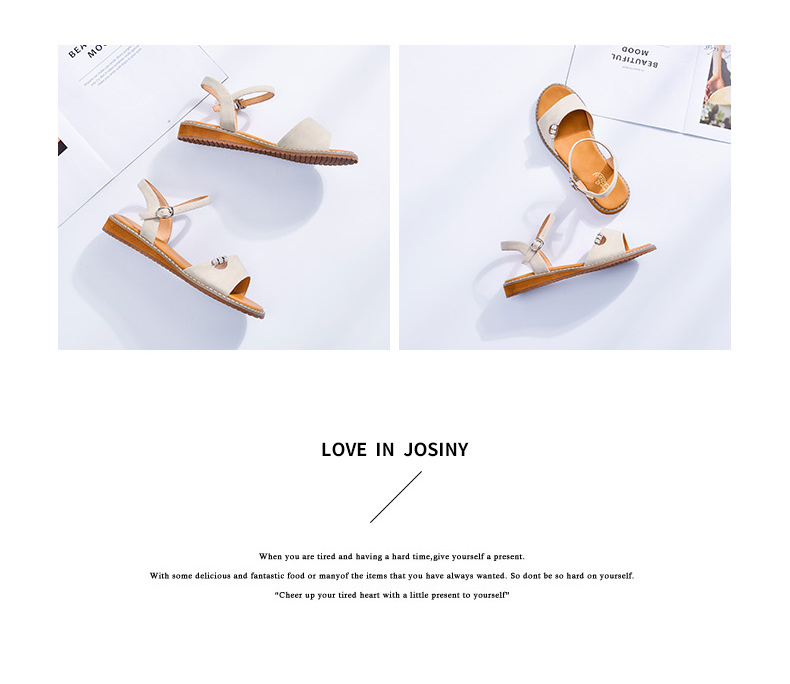 BEA
MO
BEAUTIFUL
MOOD
LOVE IN JOSINY
When you are tired and having a hard time,give yourself a present.
With some delicious and fantastic food or manyof the items that you have always wanted. So dont be so hard on yourself.
“Cheer up your tired heart with a little present to yourself”